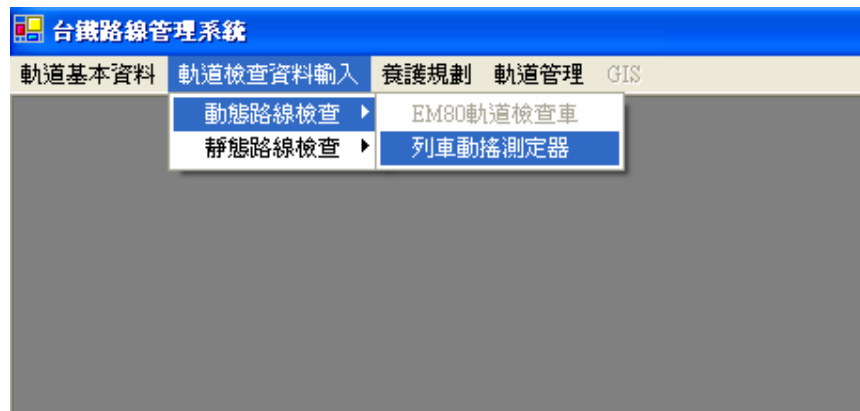 台鐵路線管理系統
軌道基本資料 軌道檢查資料輸入 養護規劃 軌道管理 GIS
動態路線檢查 EM80軌道檢查車
靜態路線檢查 列車動搖測定器